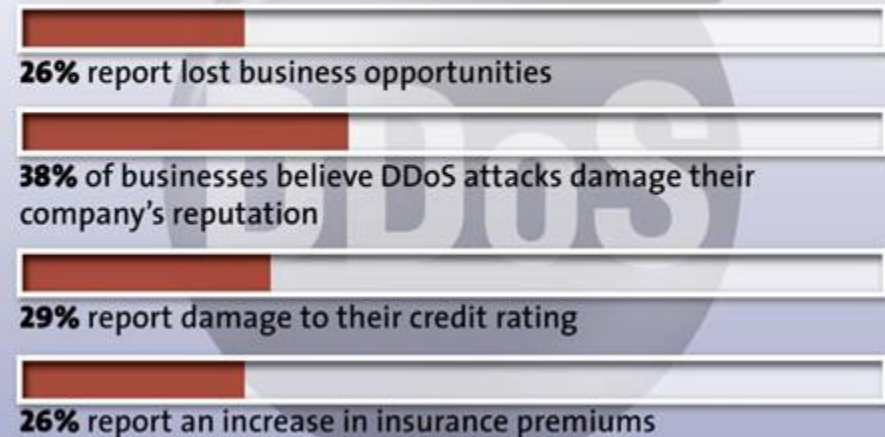 26% report lost business opportunities
DDoS
38% of businesses believe DDoS attacks damage their
company's reputation
29% report damage to their credit rating
26% report an increase in insurance premiums